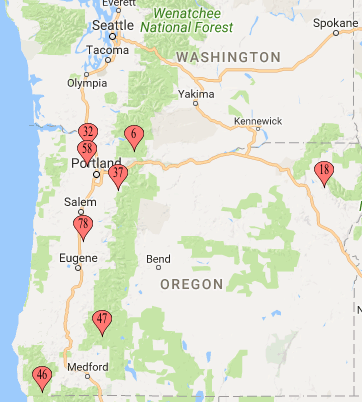 Everett
Wenatchee
National Forest
Seattle
Spokane
Tacoma
WASHINGTON
Olympia
Yakima
Kennewick
32
6
58
Portland
37
18
Salem
78
Eugene
Bend
OREGON
47
46
Medford